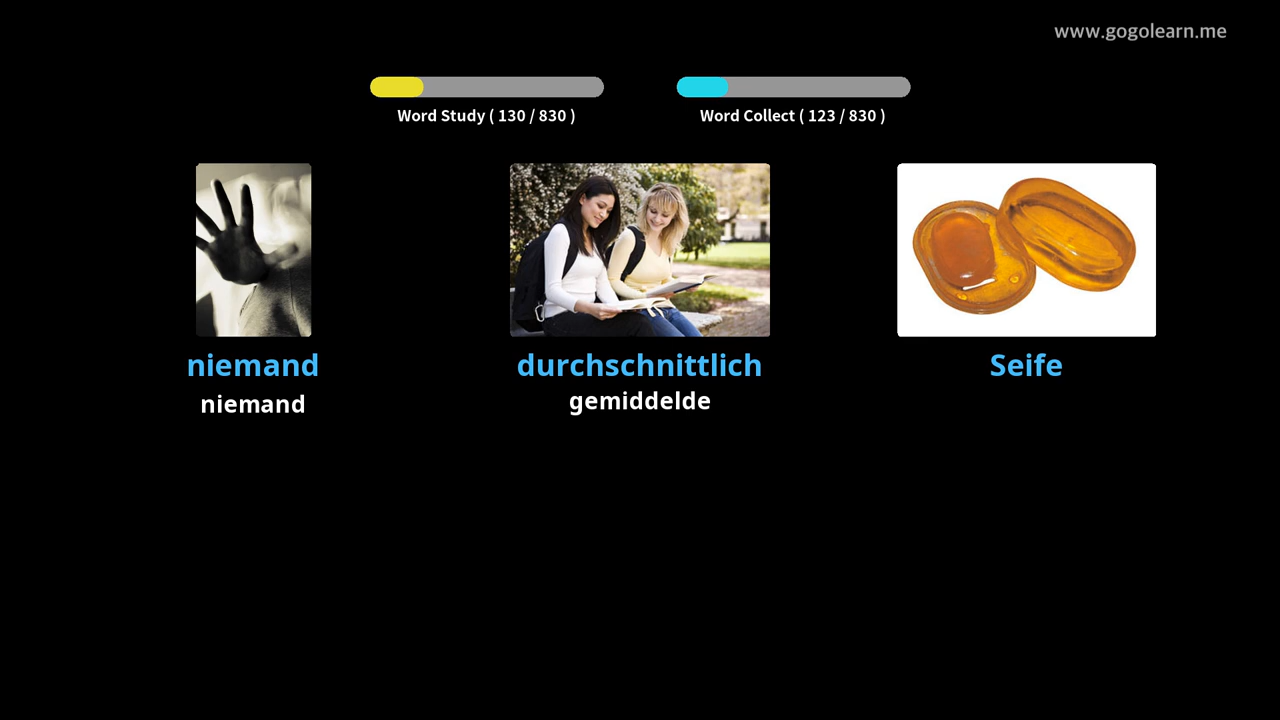 www.gogolearn.me
Word Study ( 130 / 830 )
Word Collect ( 123 / 830 )
niemand
niemand
durchschnittlich
gemiddelde
Seife